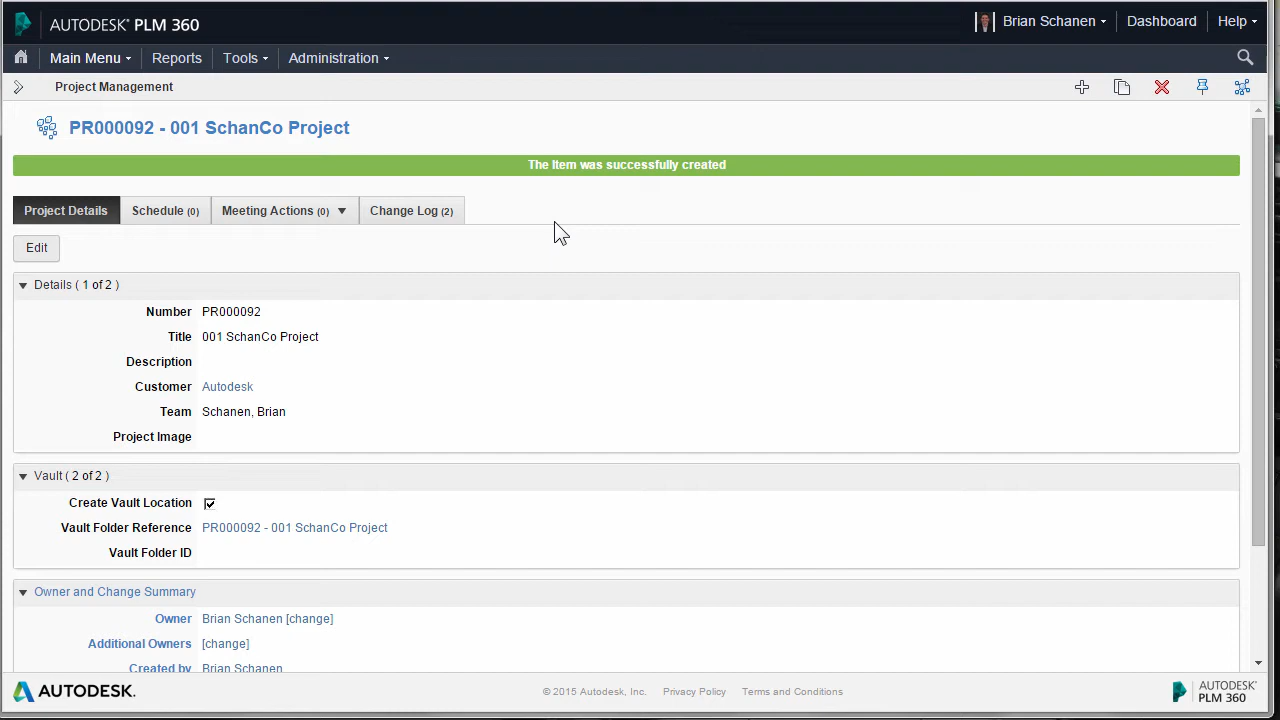 AUTODESK® PLM 360
Brian Schanen
Dashboard
Help
Main Menu
Reports
Tools
Administration
Project Management
PR000092 - 001 SchanCo Project
The Item was successfully created
Project Details
Schedule (0)
Meeting Actions (0)
Change Log (2)
Edit
Details ( 1 of 2 )
Number PR000092
Title 001 SchanCo Project
Description
Customer Autodesk
Team Schanen, Brian
Project Image
Vault ( 2 of 2 )
Create Vault Location
Vault Folder Reference PR000092 - 001 SchanCo Project
Vault Folder ID
Owner and Change Summary
Owner Brian Schanen [change]
Additional Owners [change]
Created by Brian Schanen
AUTODESK.
© 2015 Autodesk, Inc.
Privacy Policy
Terms and Conditions
AUTODESK®
PLM 360